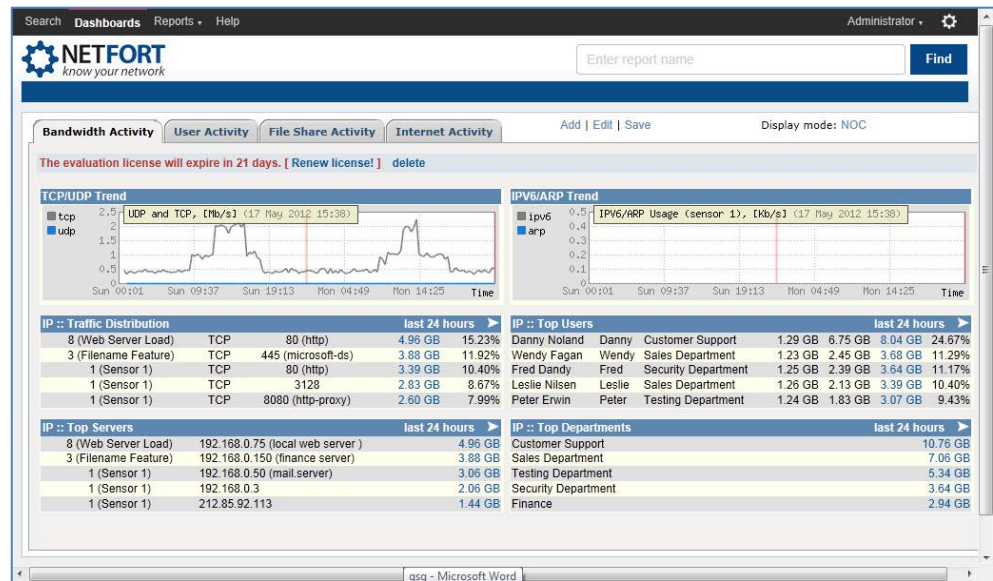 Search Dashboards Reports Help Administrator
NETFORT
know your network
Enter report name Find
Bandwidth Activity User Activity File Share Activity Internet Activity Add | Edit | Save Display mode: NOC
The evaluation license will expire in 21 days. [ Renew license! ] delete
TCP/UDP Trend
tcp
udp
2.5
2
1.5
1
0.5
0
UDP and TCP, [Mb/s] (17 May 2012 15:38)
Sun 00:01 Sun 09:37 Sun 19:13 Mon 04:49 Mon 14:25 Time
IPV6/ARP Trend
ipv6
arp
0.5
0.4
0.3
0.2
0.1
0
IPV6/ARP Usage (sensor 1), [Kb/s] (17 May 2012 15:38)
Sun 00:01 Sun 09:37 Sun 19:13 Mon 04:49 Mon 14:25 Time
IP :: Traffic Distribution last 24 hours
8 (Web Server Load) TCP 80 (http) 4.96 GB 15.23%
3 (Filename Feature) TCP 445 (microsoft-ds) 3.88 GB 11.92%
1 (Sensor 1) TCP 80 (http) 3.39 GB 10.40%
1 (Sensor 1) TCP 3128 2.83 GB 8.67%
1 (Sensor 1) TCP 8080 (http-proxy) 2.60 GB 7.99%
IP :: Top Users last 24 hours
Danny Noland Danny Customer Support 1.29 GB 6.75 GB 8.04 GB 24.67%
Wendy Fagan Wendy Sales Department 1.23 GB 2.45 GB 3.68 GB 11.29%
Fred Dandy Fred Security Department 1.25 GB 2.39 GB 3.64 GB 11.17%
Leslie Nilsen Leslie Sales Department 1.26 GB 2.13 GB 3.39 GB 10.40%
Peter Erwin Peter Testing Department 1.24 GB 1.83 GB 3.07 GB 9.43%
IP :: Top Servers last 24 hours
8 (Web Server Load) 192.168.0.75 (local web server ) 4.96 GB
3 (Filename Feature) 192.168.0.150 (finance server) 3.88 GB
1 (Sensor 1) 192.168.0.50 (mail.server) 3.06 GB
1 (Sensor 1) 192.168.0.3 2.06 GB
1 (Sensor 1) 212.85.92.113 1.44 GB
IP :: Top Departments last 24 hours
Customer Support 10.76 GB
Sales Department 7.06 GB
Testing Department 5.34 GB
Security Department 3.64 GB
Finance 2.94 GB
qsg - Microsoft Word